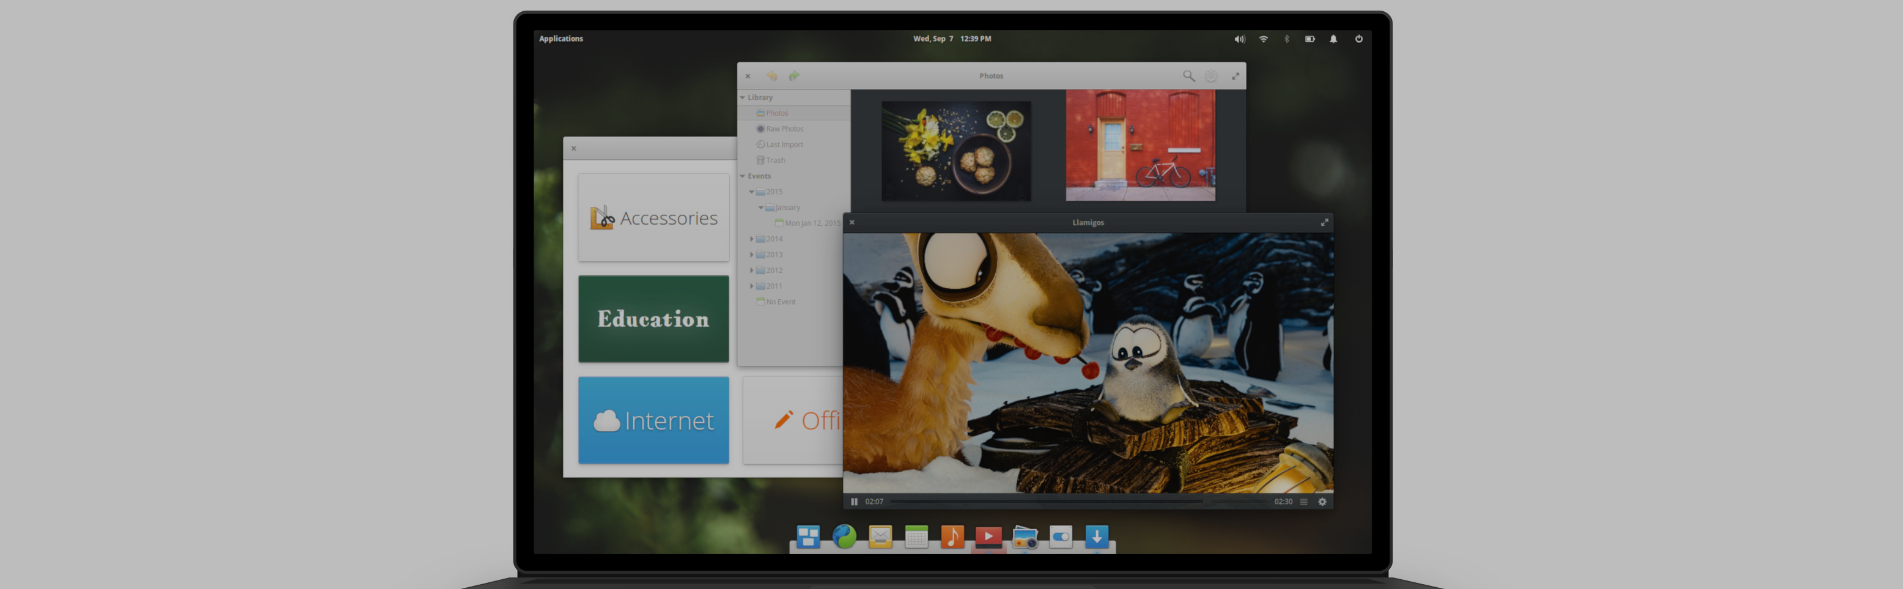 Applications
Wed, Sep 7 12:39 PM
Photos
Library
Photos
Raw Photos
Last Import
Trash
Events
2015
January
Mon Jan 12, 2015
2014
2013
2012
2011
No Event
Accessories
Education
Internet
Offi
Llamigos
02:07
02:30